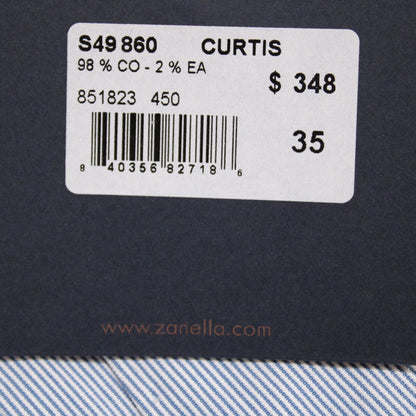 S49 860 CURTIS
98 % CO - 2 % EA
$ 348
851823 450
35
8 40356 82718 6
www.zanella.com